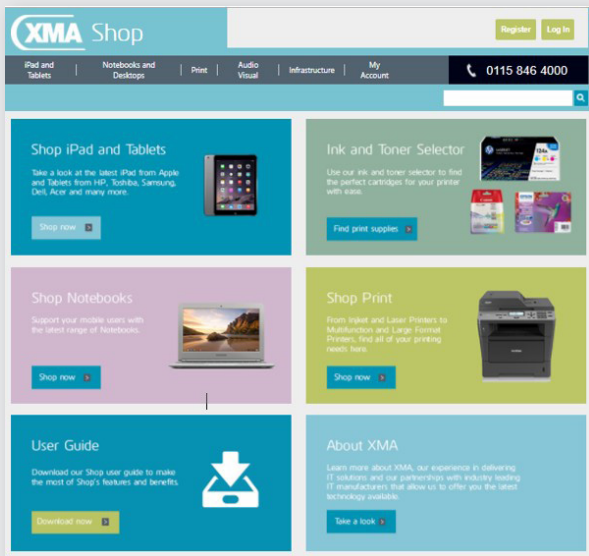 XMA Shop
Register
Log In
iPad and
Tablets
Notebooks and
Desktops
Print
Audio
Visual
Infrastructure
My
Account
0115 846 4000
Shop iPad and Tablets
Take a look at the latest iPad from Apple
and Tablets from HP, Toshiba, Samsung,
Dell, Acer and many more.
Shop now
Ink and Toner Selector
Use our ink and toner selector to find
the perfect cartridges for your printer
with ease.
Find print supplies
Shop Notebooks
Support your mobile users with
the latest range of Notebooks.
Shop now
Shop Print
From Inkjet and Laser Printers to
Multifunction and Large Format
Printers, find all of your printing
needs here.
Shop now
User Guide
Download our Shop user guide to make
the most of Shop's features and benefits.
Download now
About XMA
Learn more about XMA, our experience in delivering
IT solutions and our partnerships with industry leading
IT manufacturers that allow us to offer you the latest
technology available.
Take a look